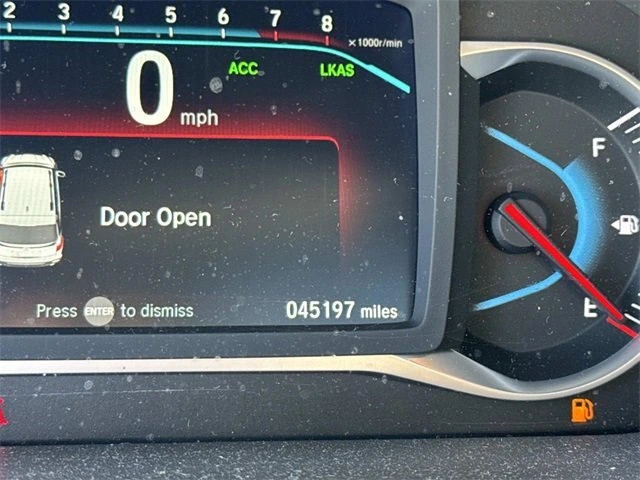 2 3 4 5 6 7 8
×1000r/min
ACC LKAS
0 mph
F
Door Open
E
Press ENTER to dismiss
045197 miles